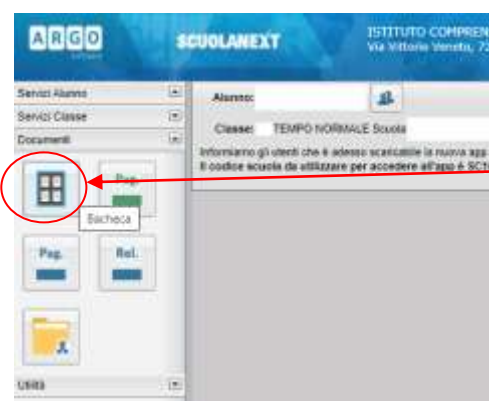 ARGO
SCUOLANEXT
ISTITUTO COMPREN
Via Vittorio Veneto, 72
Servizi Alunno
Servizi Classe
Documenti
Alunno:
Classe: TEMPO NORMALE Scuola
Informiamo gli utenti che è adesso scaricabile la nuova app
Il codice scuola da utilizzare per accedere all'app è SC1
Pag.
Bacheca
Pag.
Rel.
Utilità